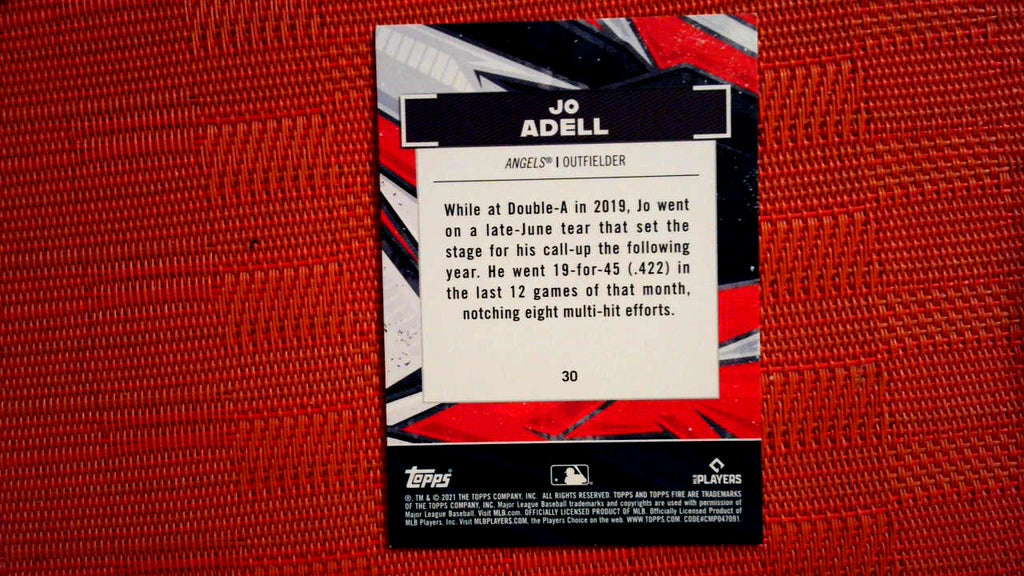 JO
ADELL
ANGELS® | OUTFIELDER
While at Double-A in 2019, Jo went
on a late-June tear that set the
stage for his call-up the following
year. He went 19-for-45 (.422) in
the last 12 games of that month,
notching eight multi-hit efforts.
30
Topps®
MLB PLAYERS
®, TM & © 2021 THE TOPPS COMPANY, INC. ALL RIGHTS RESERVED. TOPPS AND TOPPS FIRE ARE TRADEMARKS
OF THE TOPPS COMPANY, INC. Major League Baseball trademarks and copyrights are used with permission of
Major League Baseball. Visit MLB.com. OFFICIALLY LICENSED PRODUCT OF MLB. Officially Licensed Product of
MLB Players, Inc. Visit MLBPLAYERS.COM, the Players Choice on the web. WWW.TOPPS.COM. CODE#CMP047091.